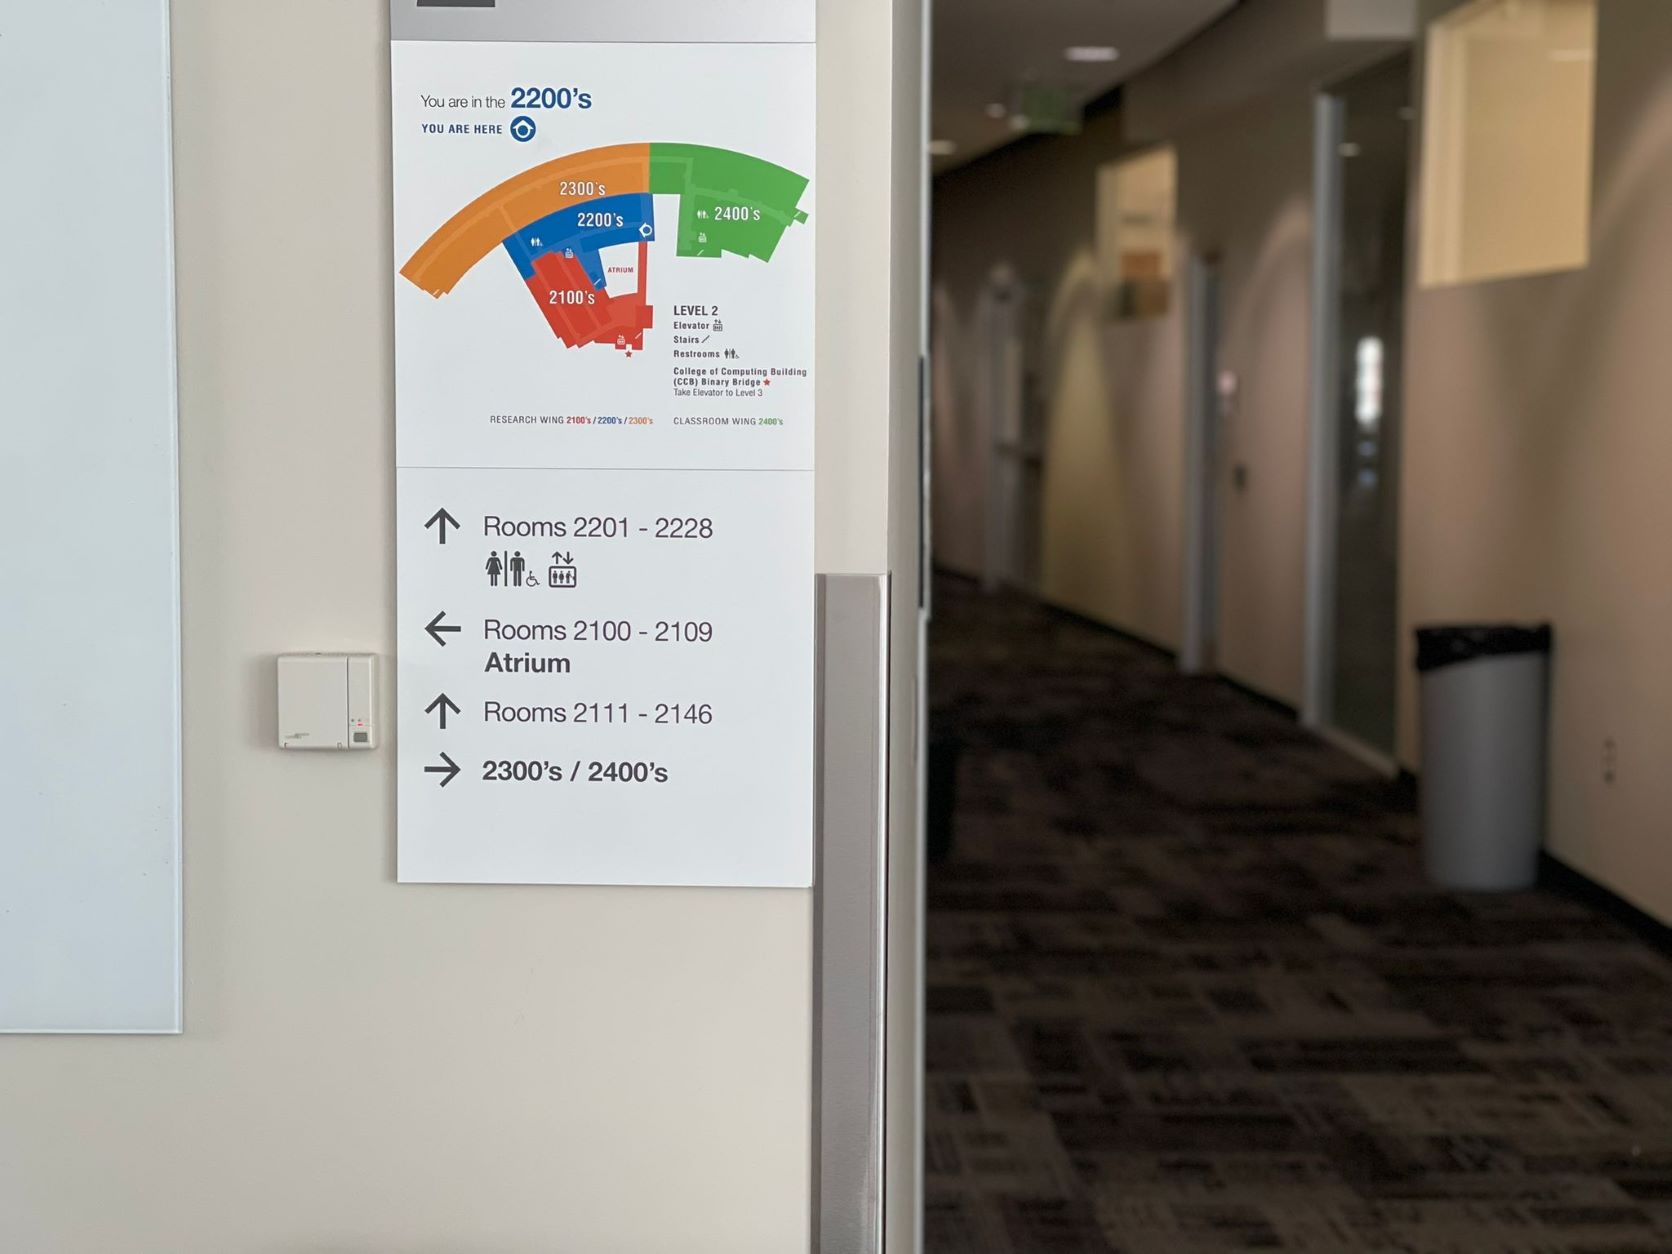 You are in the 2200's
YOU ARE HERE
2300's
2200's
2400's
ATRIUM
2100's
LEVEL 2
Elevator
Stairs
Restrooms
College of Computing Building
(CCB) Binary Bridge
Take Elevator to Level 3
RESEARCH WING 2100's / 2200's / 2300's
CLASSROOM WING 2400's
Rooms 2201 - 2228
Rooms 2100 - 2109
Atrium
Rooms 2111 - 2146
2300's / 2400's